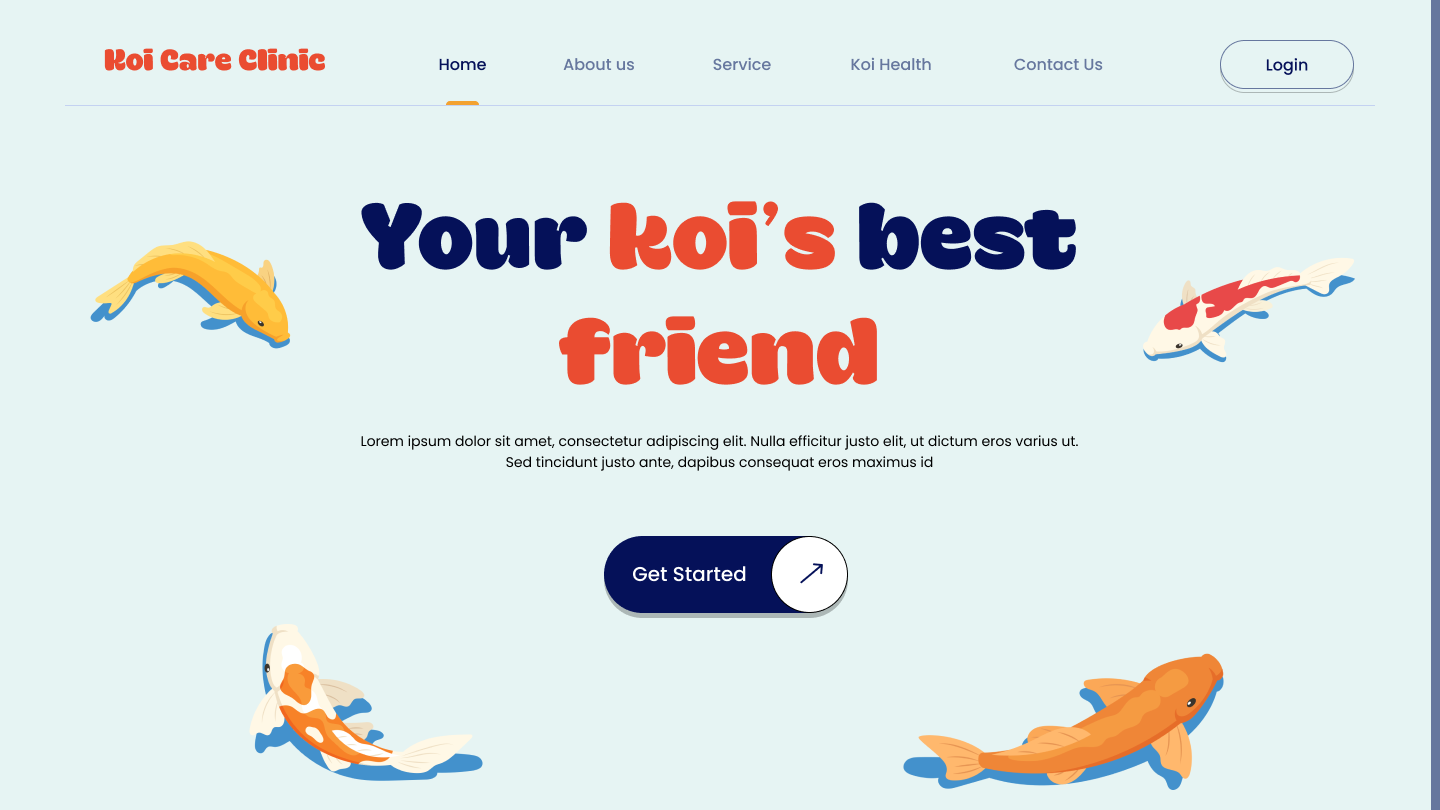 Koi Care Clinic
Home
About us
Service
Koi Health
Contact Us
Login
Your koi's best
friend
Lorem ipsum dolor sit amet, consectetur adipiscing elit. Nulla efficitur justo elit, ut dictum eros varius ut.
Sed tincidunt justo ante, dapibus consequat eros maximus id
Get Started